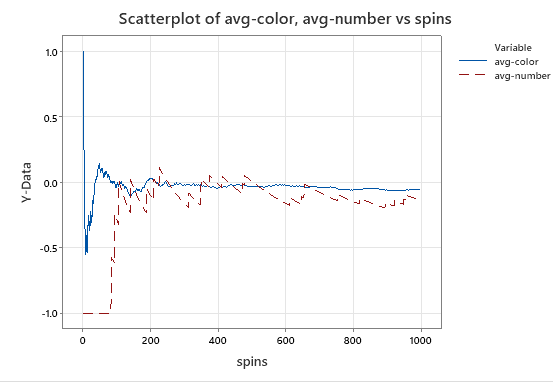 Scatterplot of avg-color, avg-number vs spins
Variable
avg-color
avg-number
1.0
0.5
0.0
-0.5
-1.0
Y-Data
0 200 400 600 800 1000
spins